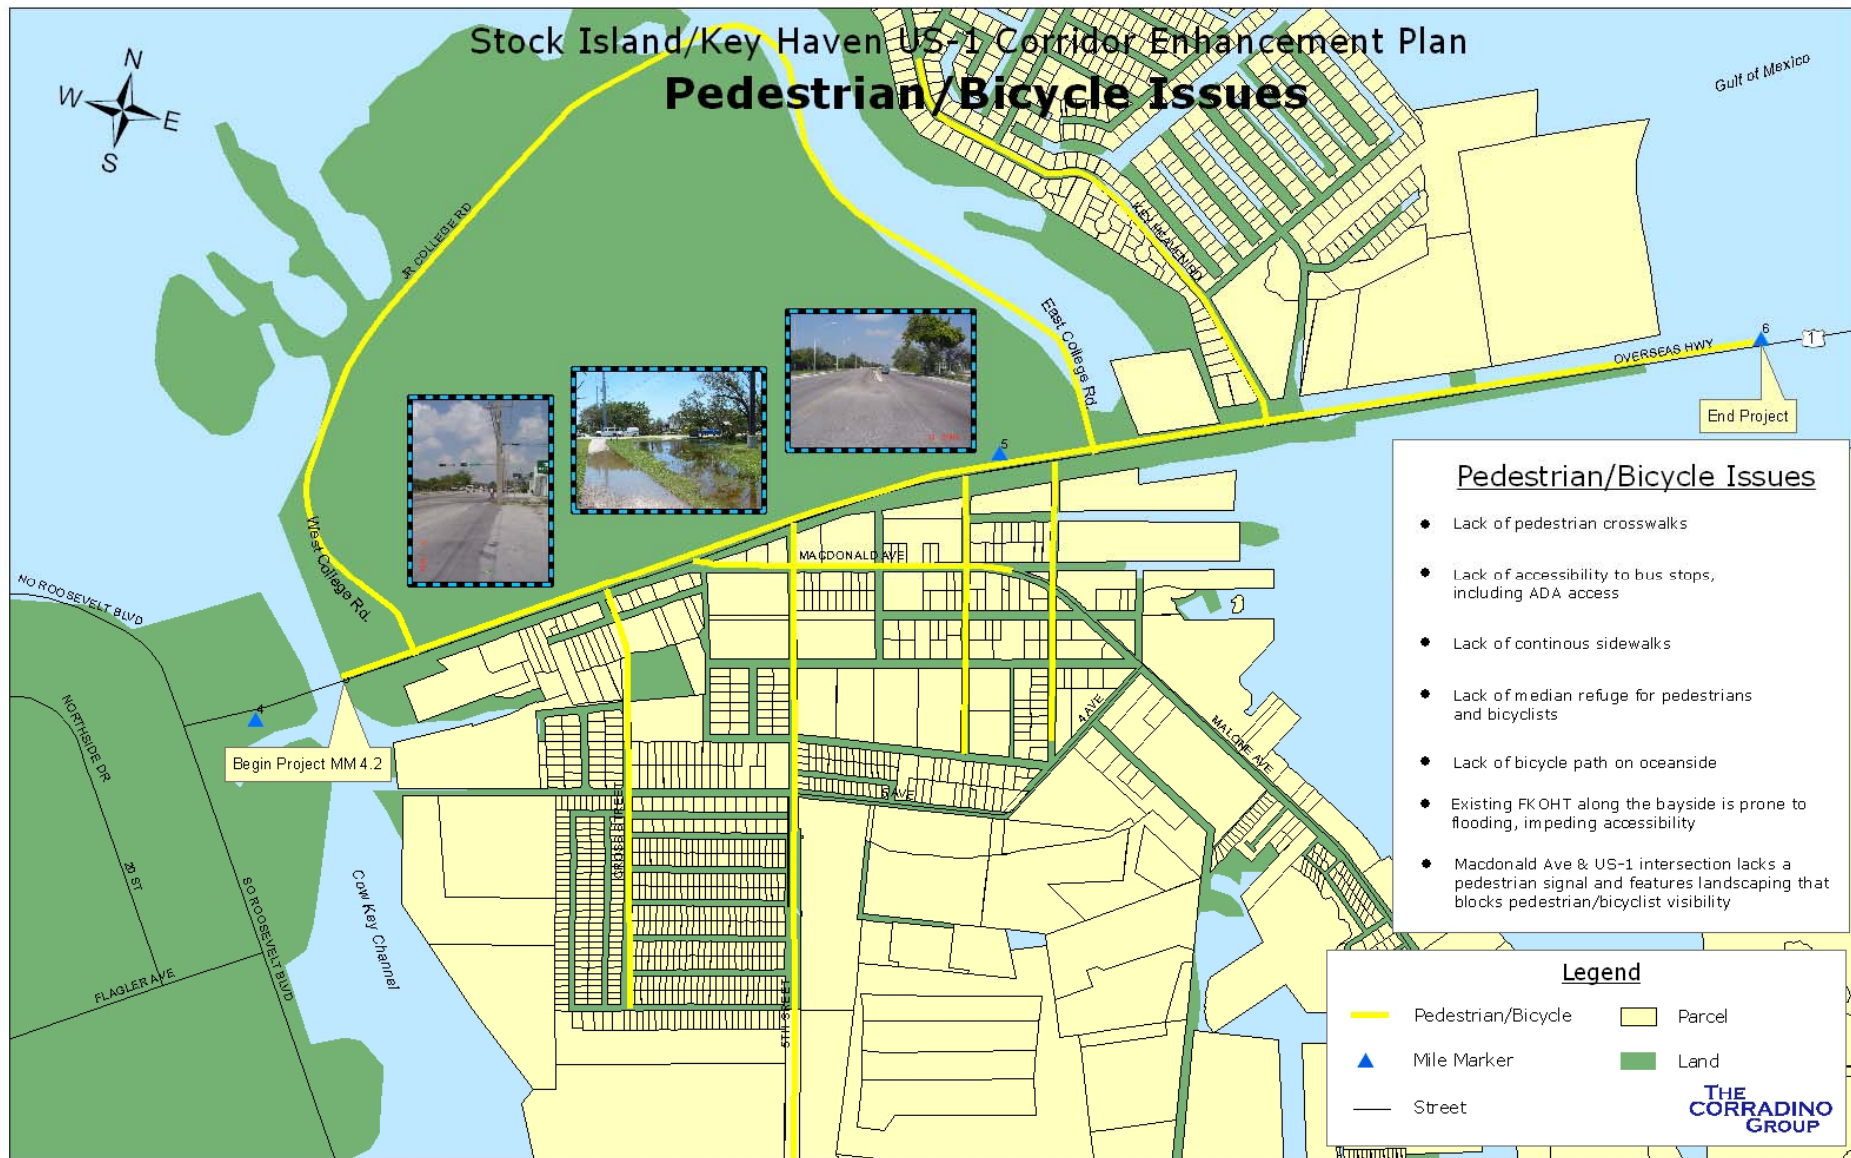 Stock Island/Key Haven US-1 Corridor Enhancement Plan
Pedestrian/Bicycle Issues
N
W
E
S
Gulf of Mexico
JR COLLEGE RD
KEY HEAVEN RD
East College Rd.
OVERSEAS HWY
6
1
End Project
5
West College Rd.
MACDONALD AVE
NO ROOSEVELT BLVD
4
Begin Project MM 4.2
NORTHSIDE DR
20 ST
SO ROOSEVELT BLVD
FLAGLER AVE
Cow Key Channel
CROSS STREET
5TH SREET
5 AVE
4 AVE
MALONE AVE
Pedestrian/Bicycle Issues
● Lack of pedestrian crosswalks
● Lack of accessibility to bus stops,
including ADA access
● Lack of continous sidewalks
● Lack of median refuge for pedestrians
and bicyclists
● Lack of bicycle path on oceanside
● Existing FKOHT along the bayside is prone to
flooding, impeding accessibility
● Macdonald Ave & US-1 intersection lacks a
pedestrian signal and features landscaping that
blocks pedestrian/bicyclist visibility
Legend
Pedestrian/Bicycle
Parcel
Mile Marker
Land
Street
THE
CORRADINO
GROUP